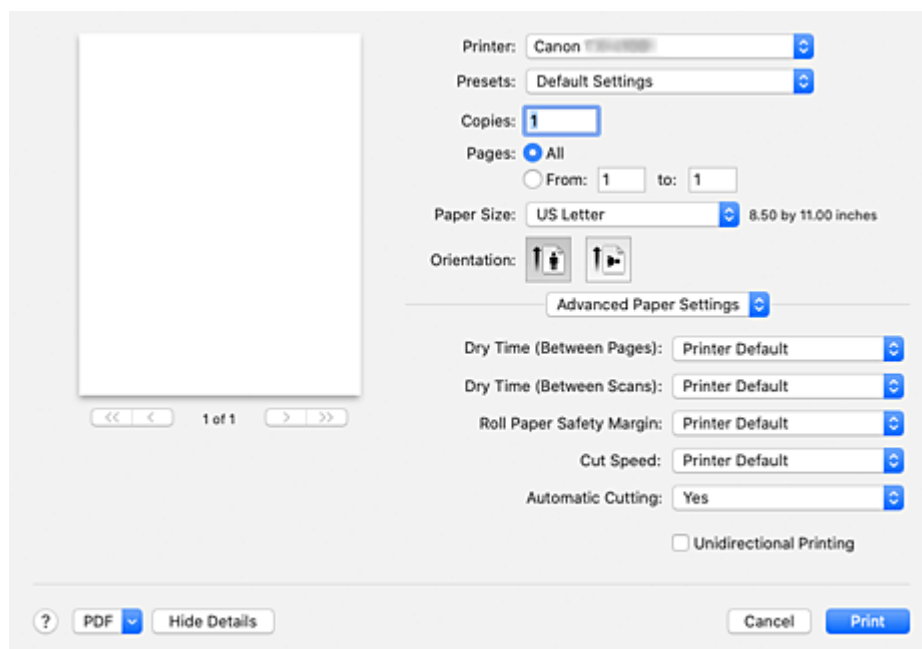 Printer: Canon
Presets: Default Settings
Copies: 1
Pages: All
From: 1 to: 1
Paper Size: US Letter 8.50 by 11.00 inches
Orientation:
Advanced Paper Settings
Dry Time (Between Pages): Printer Default
Dry Time (Between Scans): Printer Default
<< < 1 of 1 > >>
Roll Paper Safety Margin: Printer Default
Cut Speed: Printer Default
Automatic Cutting: Yes
Unidirectional Printing
? PDF Hide Details Cancel Print